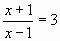 (x + 1)/(x − 1) = 3